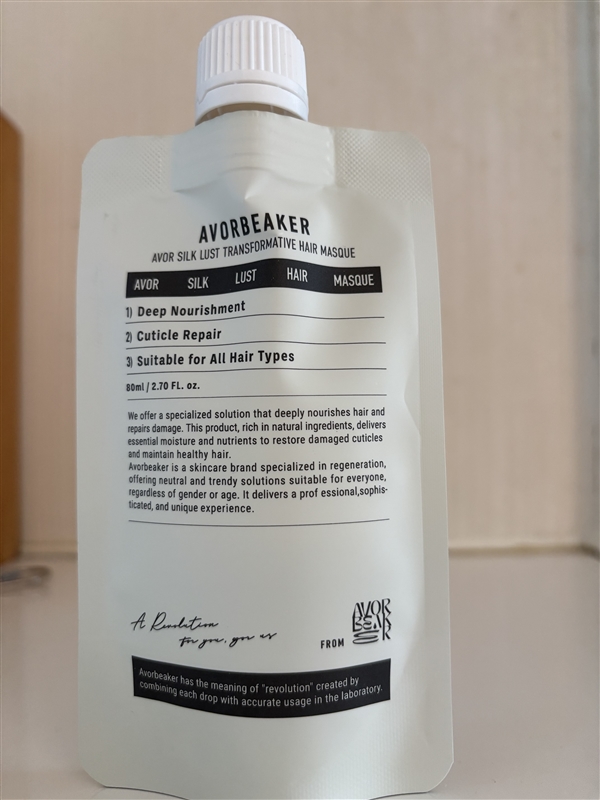 AVORBEAKER
AVOR SILK LUST TRANSFORMATIVE HAIR MASQUE
AVOR SILK LUST HAIR MASQUE
1) Deep Nourishment
2) Cuticle Repair
3) Suitable for All Hair Types
80ml / 2.70 FL. oz.
We offer a specialized solution that deeply nourishes hair and
repairs damage. This product, rich in natural ingredients, delivers
essential moisture and nutrients to restore damaged cuticles
and maintain healthy hair.
Avorbeaker is a skincare brand specialized in regeneration,
offering neutral and trendy solutions suitable for everyone,
regardless of gender or age. It delivers a prof essional,sophis-
ticated, and unique experience.
A Revolution
for you, for us
FROM
AVOR
BEAK
ER
Avorbeaker has the meaning of "revolution" created by
combining each drop with accurate usage in the laboratory.